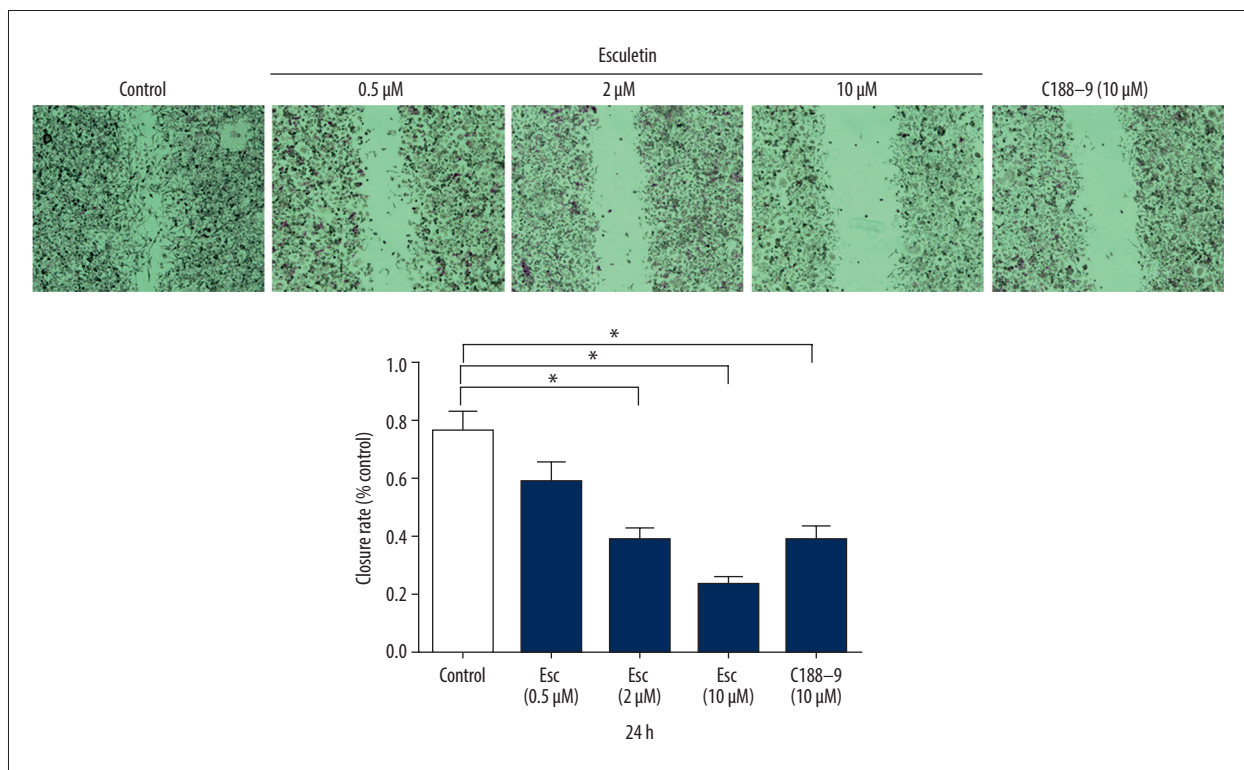 Esculetin
Control
0.5 µM
2 µM
10 µM
C188–9 (10 µM)
*
*
*
1.0
0.8
0.6
0.4
0.2
0.0
Closure rate (% control)
Control
Esc
(0.5 µM)
Esc
(2 µM)
Esc
(10 µM)
C188–9
(10 µM)
24 h